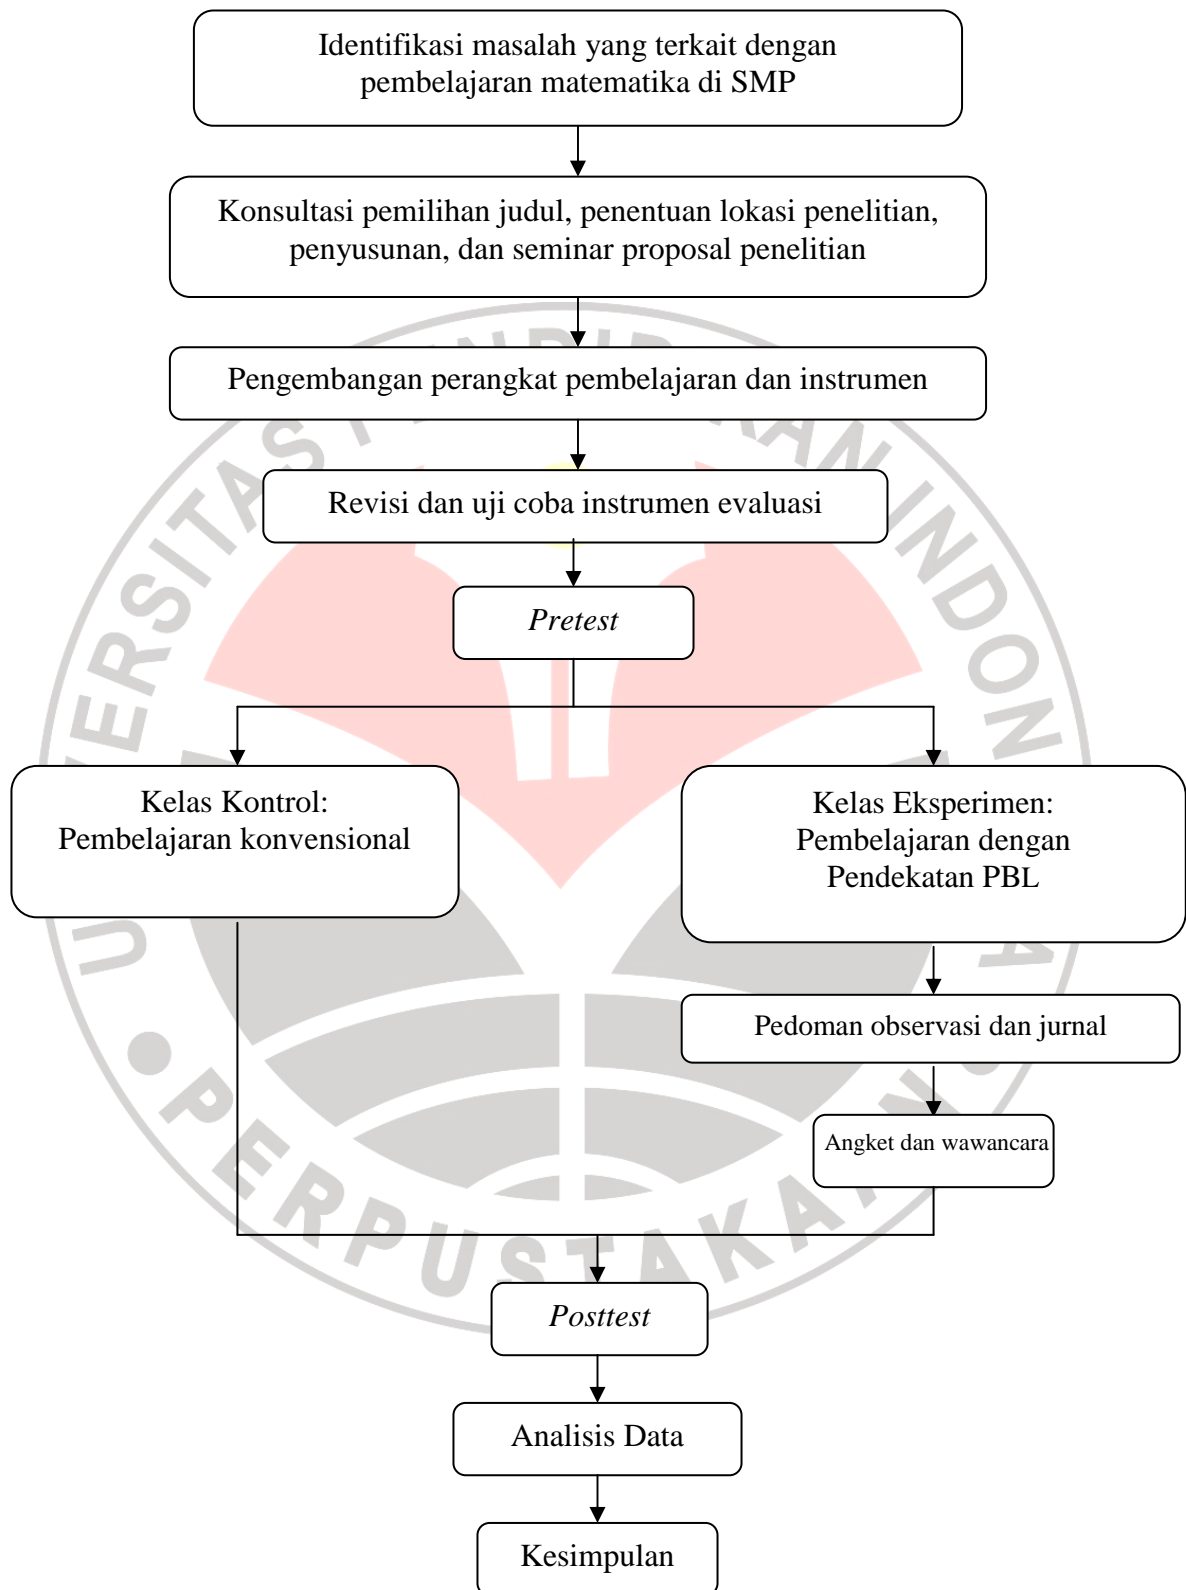 Identifikasi masalah yang terkait dengan
pembelajaran matematika di SMP
Konsultasi pemilihan judul, penentuan lokasi penelitian,
penyusunan, dan seminar proposal penelitian
Pengembangan perangkat pembelajaran dan instrumen
Revisi dan uji coba instrumen evaluasi
Pretest
Kelas Kontrol:
Pembelajaran konvensional
Kelas Eksperimen:
Pembelajaran dengan
Pendekatan PBL
Pedoman observasi dan jurnal
Angket dan wawancara
Posttest
Analisis Data
Kesimpulan
PERPUSTAKAAN